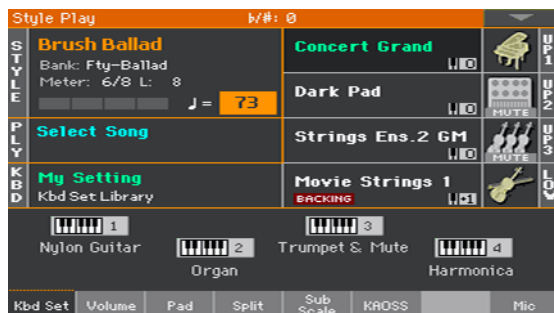 Style Play ♭/#: 0
STYLE
Brush Ballad
Bank: Fty-Ballad
Meter: 6/8 L: 8
♩ = 73
Concert Grand
UP1
Dark Pad
MUTE
UP2
PLY
Select Song
Strings Ens.2 GM
MUTE
UP3
KBD
My Setting
Kbd Set Library
Movie Strings 1
BACKING
LOW
1
Nylon Guitar
2
Organ
3
Trumpet & Mute
4
Harmonica
Kbd Set Volume Pad Split Sub Scale KAOSS Mic